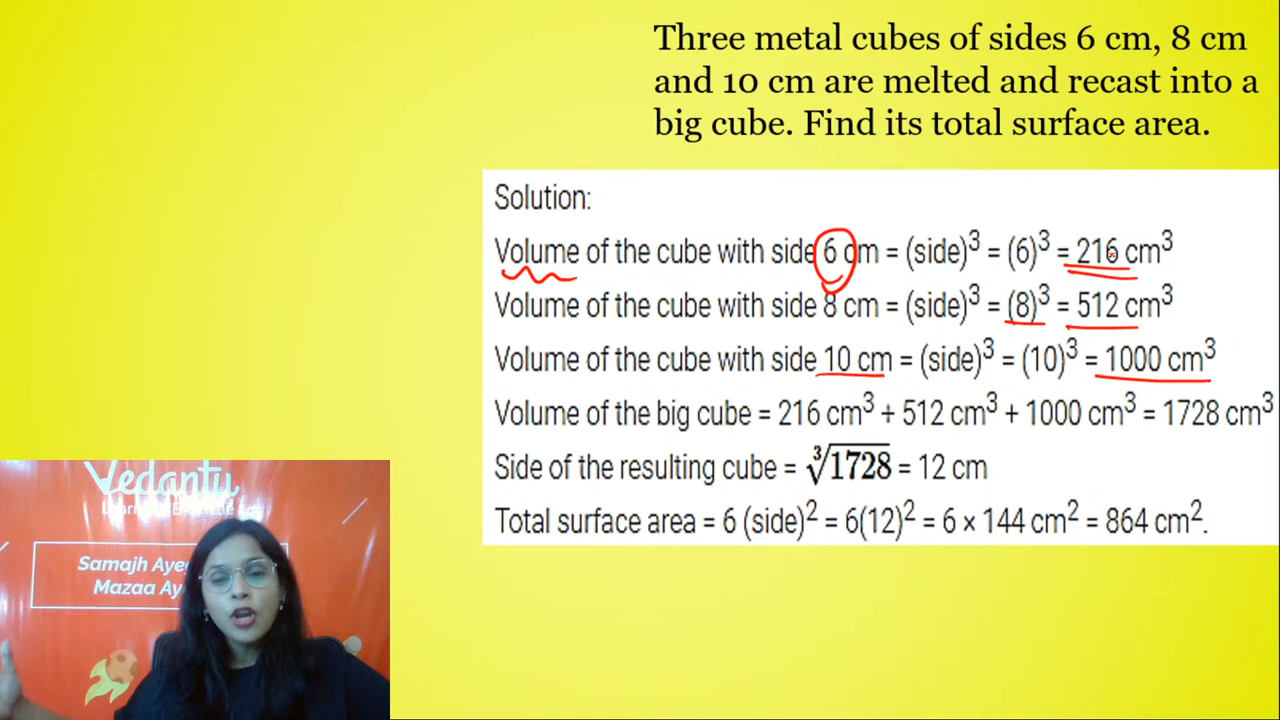 Three metal cubes of sides 6 cm, 8 cm
and 10 cm are melted and recast into a
big cube. Find its total surface area.
Solution:
Volume of the cube with side 6 cm = (side)³ = (6)³ = 216 cm³
Volume of the cube with side 8 cm = (side)³ = (8)³ = 512 cm³
Volume of the cube with side 10 cm = (side)³ = (10)³ = 1000 cm³
Volume of the big cube = 216 cm³ + 512 cm³ + 1000 cm³ = 1728 cm³
Side of the resulting cube = ∛1728 = 12 cm
Total surface area = 6 (side)² = 6(12)² = 6 × 144 cm² = 864 cm².
Vedantu
Samajh
Mazaa